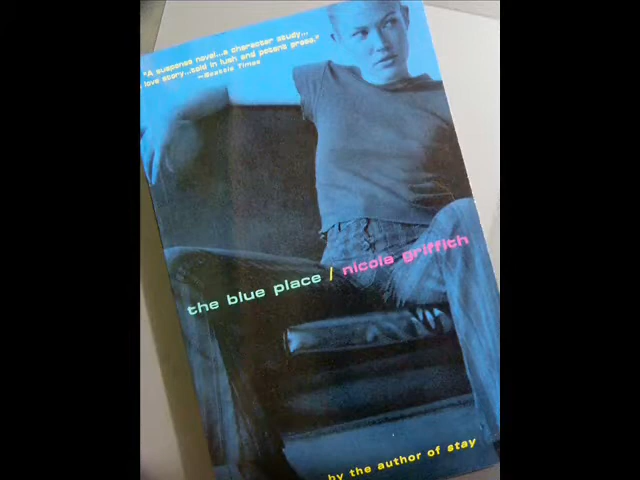 "A suspense novel...a character study...
a love story...told in lush and potent prose."
—Seattle Times
the blue place / nicola griffith
by the author of stay